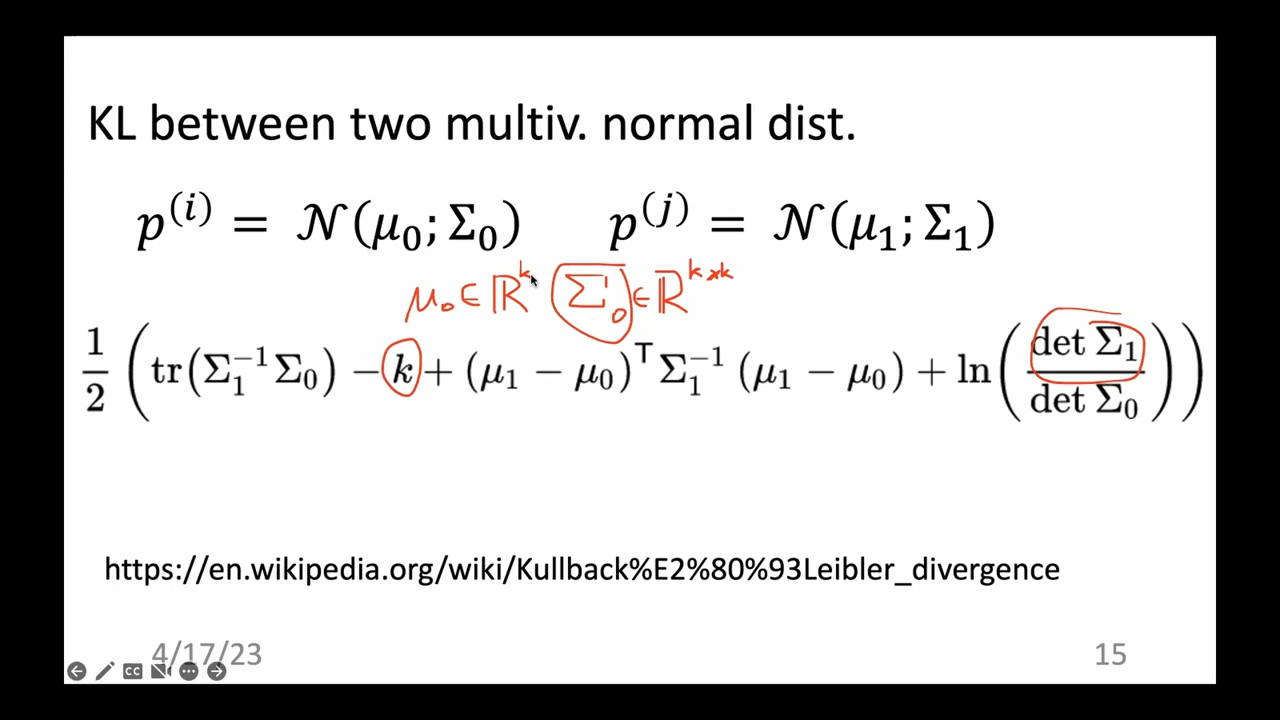 KL between two multiv. normal dist.
p^(i) = 𝒩(μ₀; Σ₀) p^(j) = 𝒩(μ₁; Σ₁)
μ₀ ∈ ℝ^k Σ₀ ∈ ℝ^{k×k}
1/2 ( tr(Σ₁⁻¹Σ₀) − k + (μ₁ − μ₀)^T Σ₁⁻¹ (μ₁ − μ₀) + ln( det Σ₁ / det Σ₀ ) )
https://en.wikipedia.org/wiki/Kullback%E2%80%93Leibler_divergence
4/17/23 15
CC